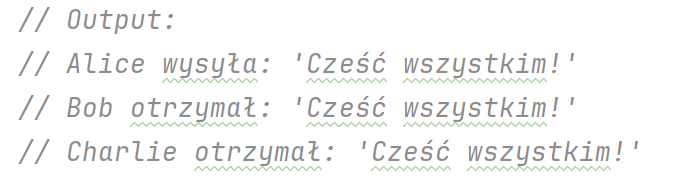 // Output:
// Alice wysyła: 'Cześć wszystkim!'
// Bob otrzymał: 'Cześć wszystkim!'
// Charlie otrzymał: 'Cześć wszystkim!'